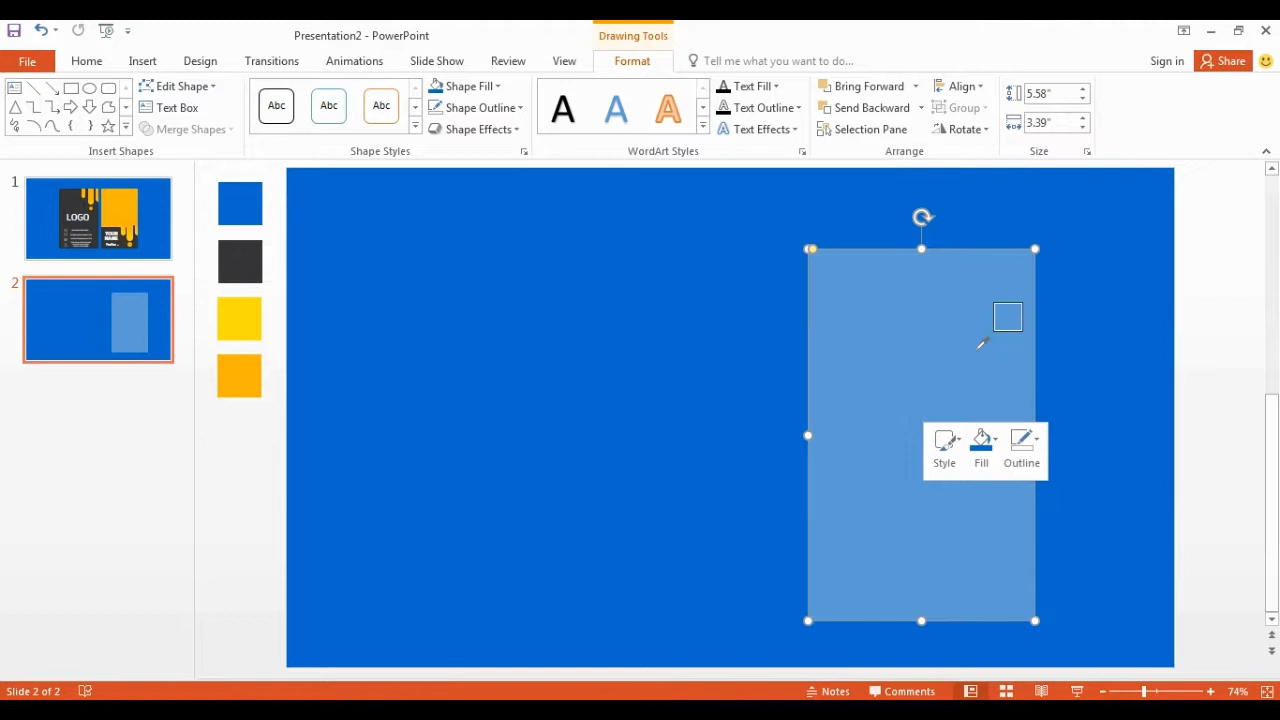 Presentation2 - PowerPoint
Drawing Tools
File Home Insert Design Transitions Animations Slide Show Review View Format Tell me what you want to do... Sign in Share
Edit Shape
Text Box
Merge Shapes
Insert Shapes
Abc Abc Abc
Shape Fill
Shape Outline
Shape Effects
Shape Styles
A A A
Text Fill
Text Outline
Text Effects
WordArt Styles
Bring Forward
Send Backward
Selection Pane
Align
Group
Rotate
Arrange
5.58"
3.39"
Size
1
LOGO
YOUR
NAME
2
Style Fill Outline
Slide 2 of 2 Notes Comments 74%